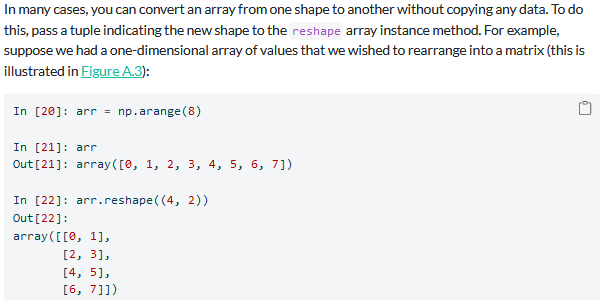 In many cases, you can convert an array from one shape to another without copying any data. To do
this, pass a tuple indicating the new shape to the reshape array instance method. For example,
suppose we had a one-dimensional array of values that we wished to rearrange into a matrix (this is
illustrated in Figure A.3):
In [20]: arr = np.arange(8)
In [21]: arr
Out[21]: array([0, 1, 2, 3, 4, 5, 6, 7])
In [22]: arr.reshape((4, 2))
Out[22]:
array([[0, 1],
       [2, 3],
       [4, 5],
       [6, 7]])